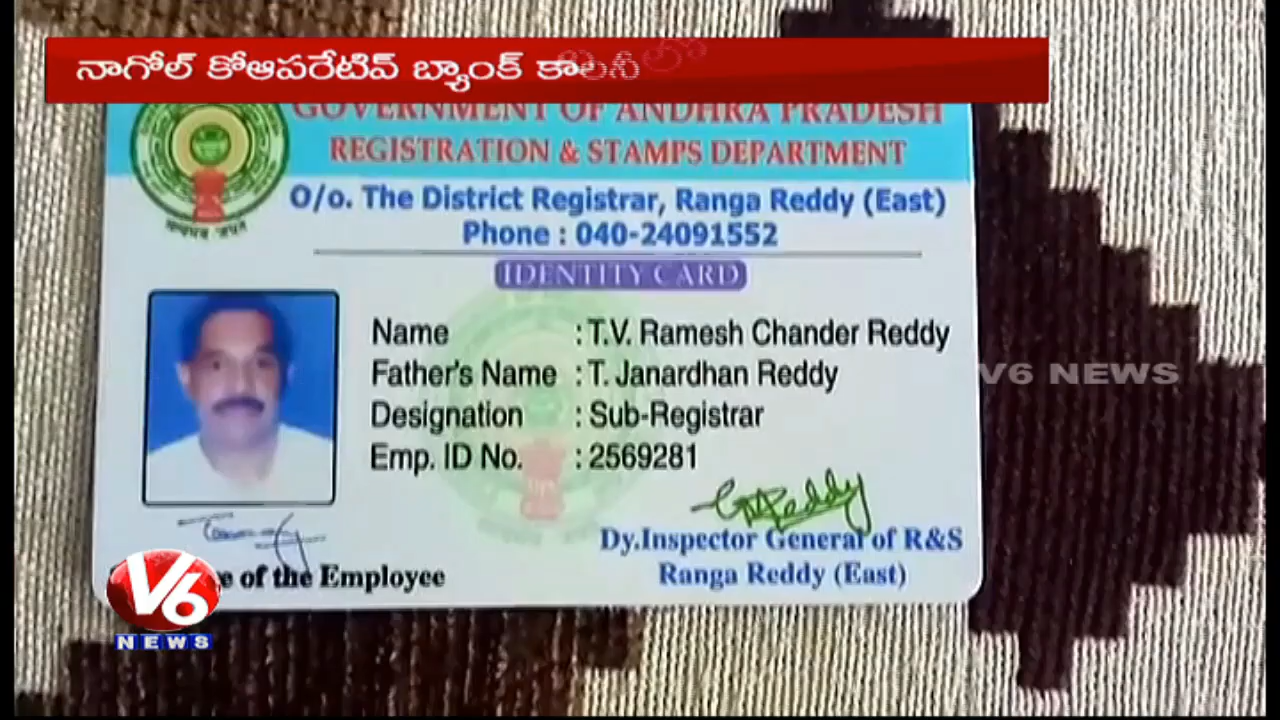 నాగోల్ కోఆపరేటివ్ బ్యాంక్ కాలనీలో
GOVERNMENT OF ANDHRA PRADESH
REGISTRATION & STAMPS DEPARTMENT
O/o. The District Registrar, Ranga Reddy (East)
Phone : 040-24091552
IDENTITY CARD
Name : T.V. Ramesh Chander Reddy
Father's Name : T. Janardhan Reddy
V6 NEWS
Designation : Sub-Registrar
Emp. ID No. : 2569281
Dy.Inspector General of R&S
Ranga Reddy (East)
of the Employee
V6
NEWS